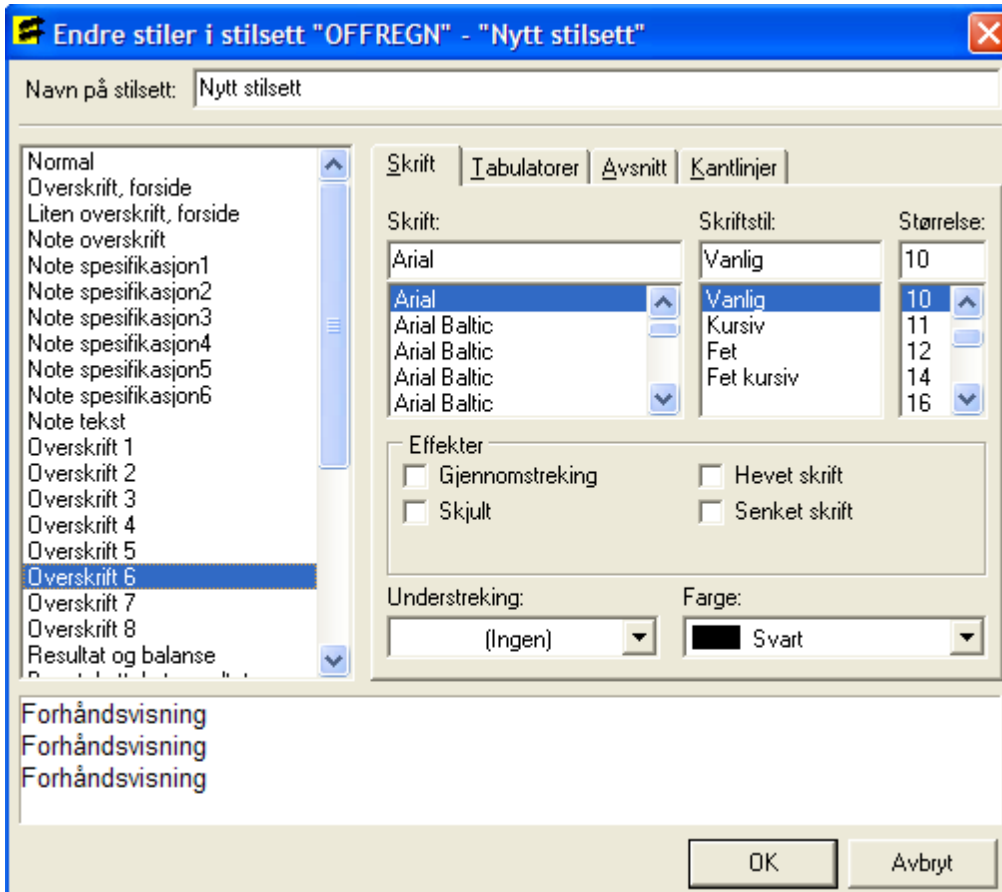 Endre stiler i stilsett "OFFREGN" - "Nytt stilsett"
Navn på stilsett: Nytt stilsett
Normal
Overskrift, forside
Liten overskrift, forside
Note overskrift
Note spesifikasjon1
Note spesifikasjon2
Note spesifikasjon3
Note spesifikasjon4
Note spesifikasjon5
Note spesifikasjon6
Note tekst
Overskrift 1
Overskrift 2
Overskrift 3
Overskrift 4
Overskrift 5
Overskrift 6
Overskrift 7
Overskrift 8
Resultat og balanse
Skrift Tabulatorer Avsnitt Kantlinjer
Skrift:
Arial
Arial
Arial Baltic
Arial Baltic
Arial Baltic
Arial Baltic
Skriftstil:
Vanlig
Vanlig
Kursiv
Fet
Fet kursiv
Størrelse:
10
10
11
12
14
16
Effekter
Gjennomstreking Hevet skrift
Skjult Senket skrift
Understreking: Farge:
(Ingen) Svart
Forhåndsvisning
Forhåndsvisning
Forhåndsvisning
OK Avbryt